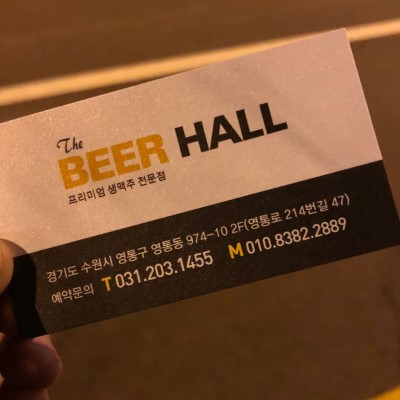 The
BEER HALL
프리미엄 생맥주 전문점
경기도 수원시 영통구 영통동 974-10 2F(영통로 214번길 47)
예약문의 T 031.203.1455 M 010.8382.2889